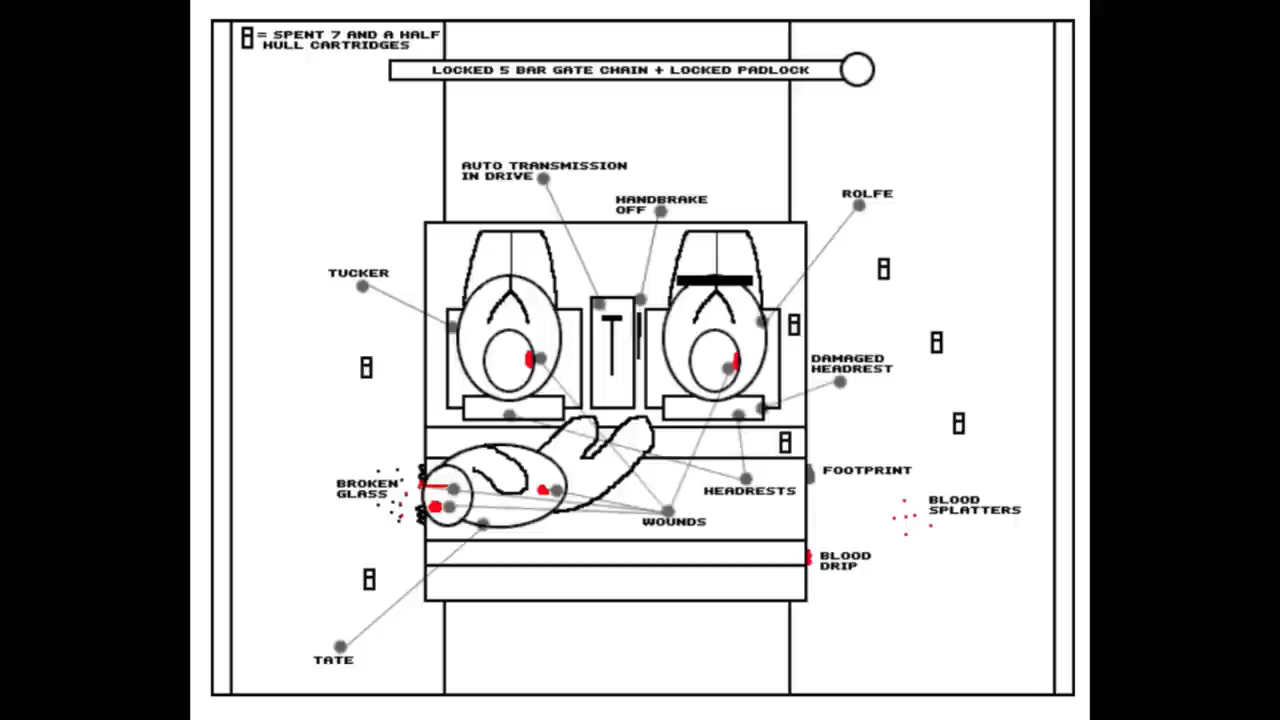 = SPENT 7 AND A HALF
HULL CARTRIDGES
LOCKED 5 BAR GATE CHAIN + LOCKED PADLOCK
AUTO TRANSMISSION
IN DRIVE
HANDBRAKE
OFF
ROLFE
TUCKER
DAMAGED
HEADREST
BROKEN
GLASS
HEADRESTS
FOOTPRINT
WOUNDS
BLOOD
SPLATTERS
BLOOD
DRIP
TATE